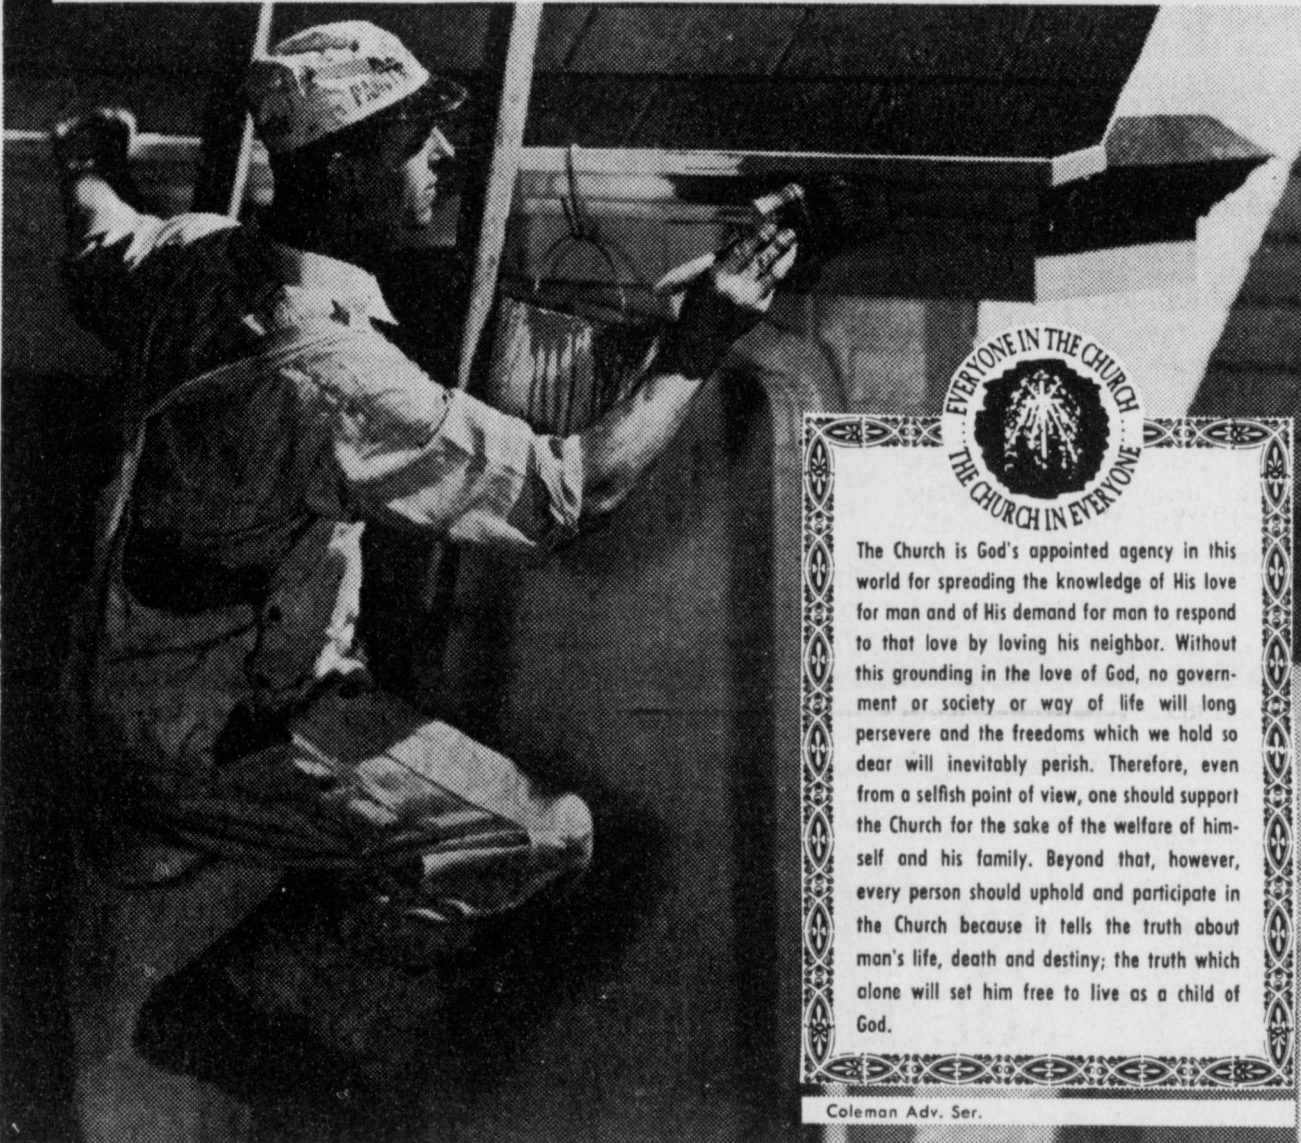 EVERYONE IN THE CHURCH
THE CHURCH IN EVERYONE
The Church is God's appointed agency in this
world for spreading the knowledge of His love
for man and of His demand for man to respond
to that love by loving his neighbor. Without
this grounding in the love of God, no govern-
ment or society or way of life will long
persevere and the freedoms which we hold so
dear will inevitably perish. Therefore, even
from a selfish point of view, one should support
the Church for the sake of the welfare of him-
self and his family. Beyond that, however,
every person should uphold and participate in
the Church because it tells the truth about
man's life, death and destiny; the truth which
alone will set him free to live as a child of
God.
Coleman Adv. Ser.